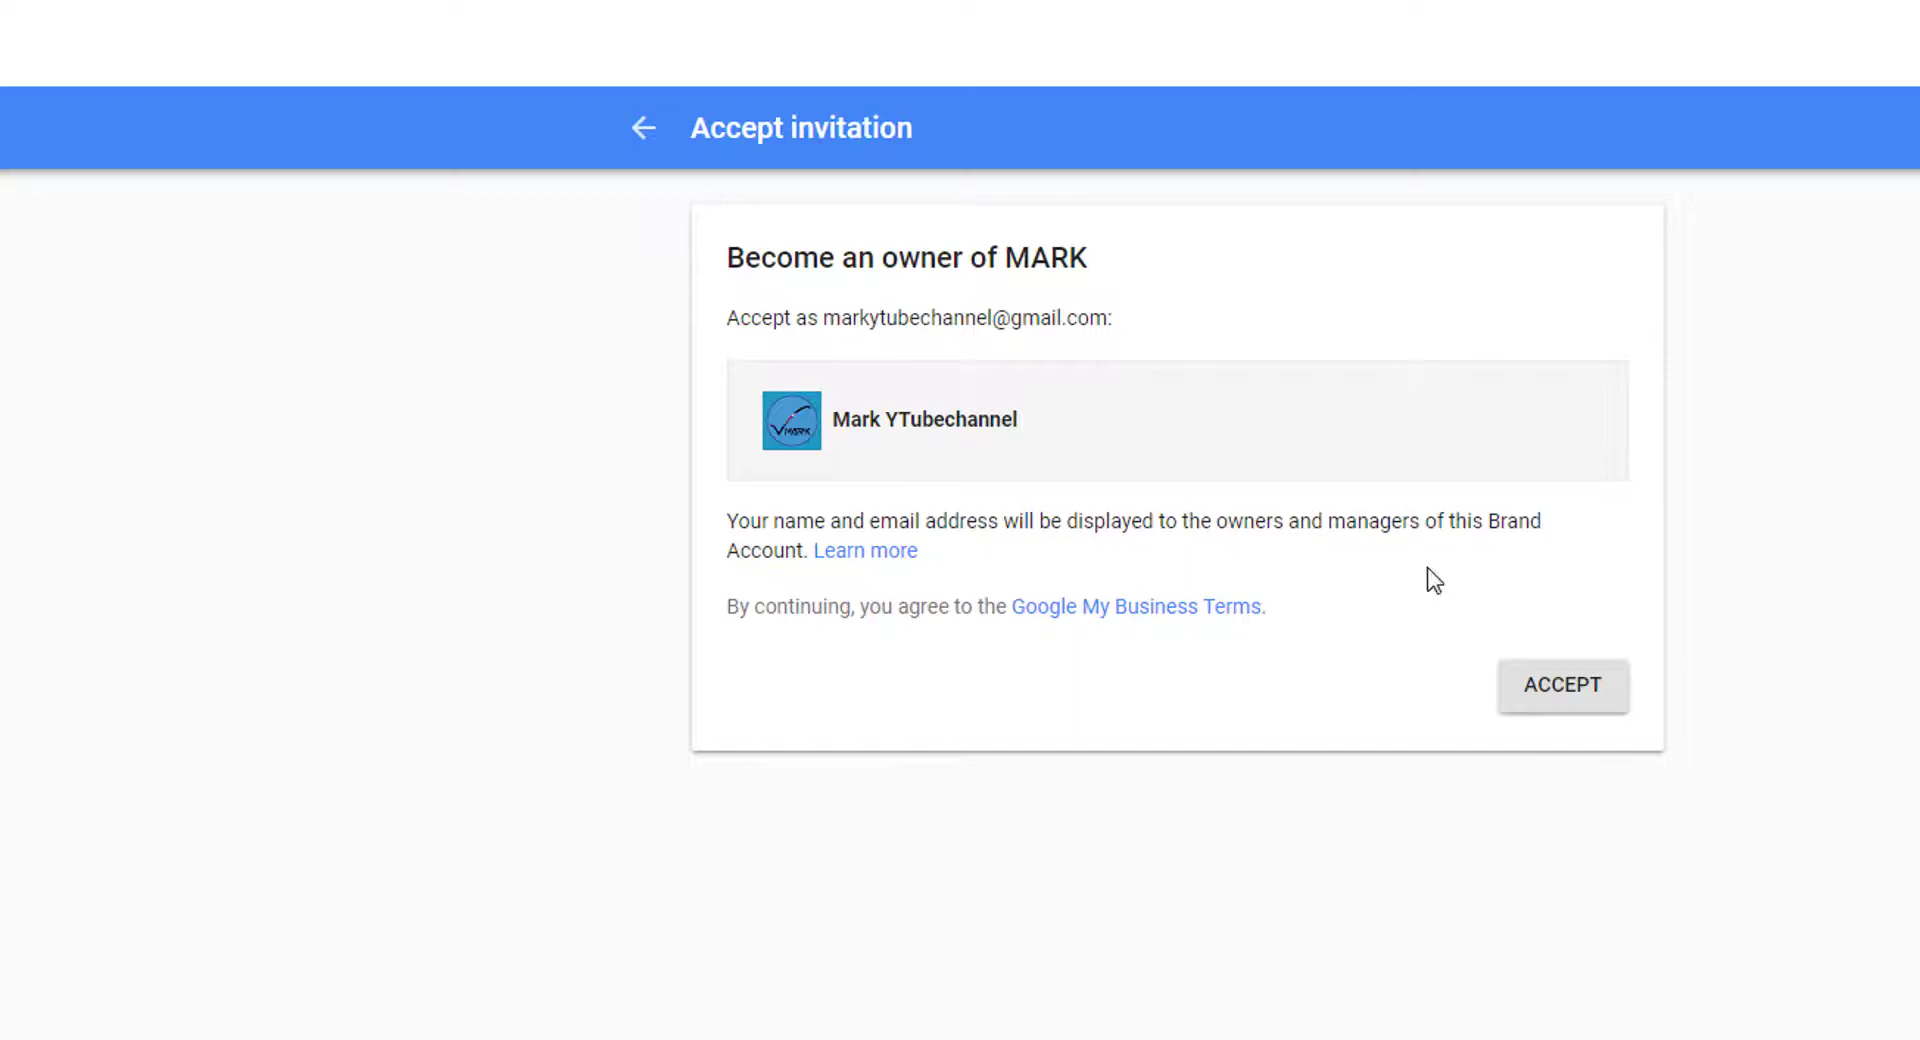 Accept invitation
Become an owner of MARK
Accept as markytubechannel@gmail.com:
MARK
Mark YTubechannel
Your name and email address will be displayed to the owners and managers of this Brand
Account. Learn more
By continuing, you agree to the Google My Business Terms.
ACCEPT